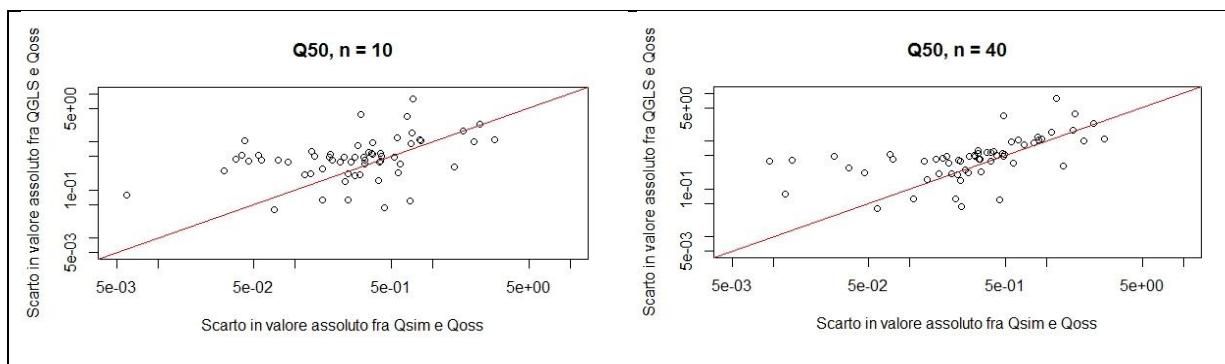 Q50, n = 10
Scarto in valore assoluto fra QGLS e Qoss
5e+00
1e-01
1e-01
5e-03
5e-03
5e-02
5e-01
5e+00
Scarto in valore assoluto fra Qsim e Qoss
Q50, n = 40
Scarto in valore assoluto fra QGLS e Qoss
5e+00
1e-01
1e-01
5e-03
5e-03
5e-02
5e-01
5e+00
Scarto in valore assoluto fra Qsim e Qoss